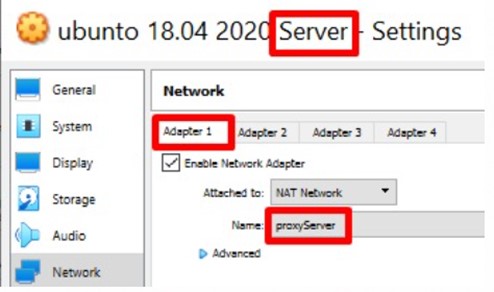 ubunto 18.04 2020 Server - Settings
General
System
Display
Storage
Audio
Network
Network
Adapter 1 Adapter 2 Adapter 3 Adapter 4
Enable Network Adapter
Attached to: NAT Network
Name: proxyServer
Advanced